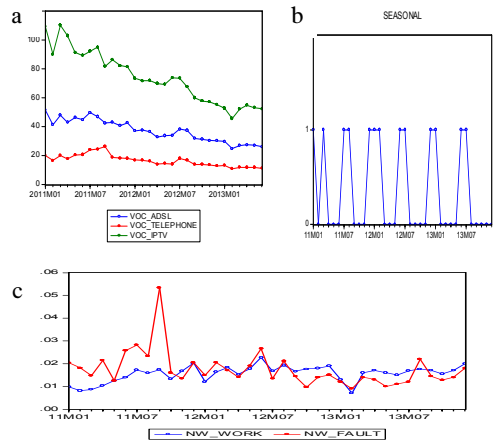 a
100
80
60
40
20
0
2011M01 2011M07 2012M01 2012M07 2013M01
VOC_ADSL
VOC_TELEPHONE
VOC_IPTV
b
SEASONAL
1
0
11M01 11M07 12M01 12M07 13M01 13M07
c
.06
.05
.04
.03
.02
.01
.00
11M01 11M07 12M01 12M07 13M01 13M07
NW_WORK NW_FAULT